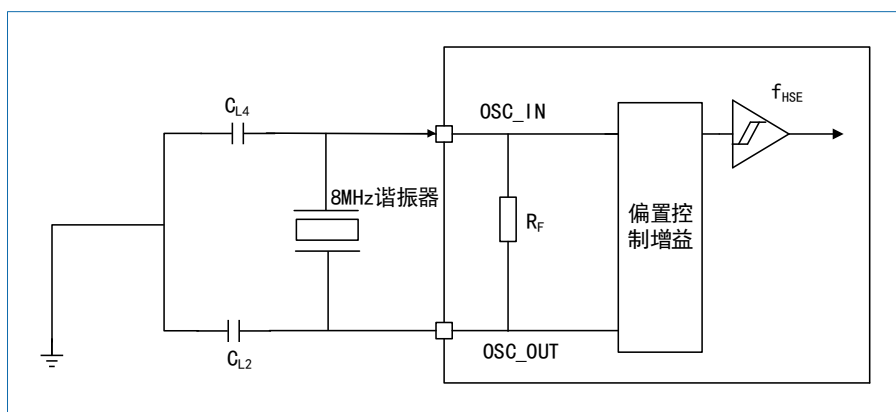 C_L4
OSC_IN
f_HSE
8MHz谐振器
R_F
偏置控
制增益
C_L2
OSC_OUT